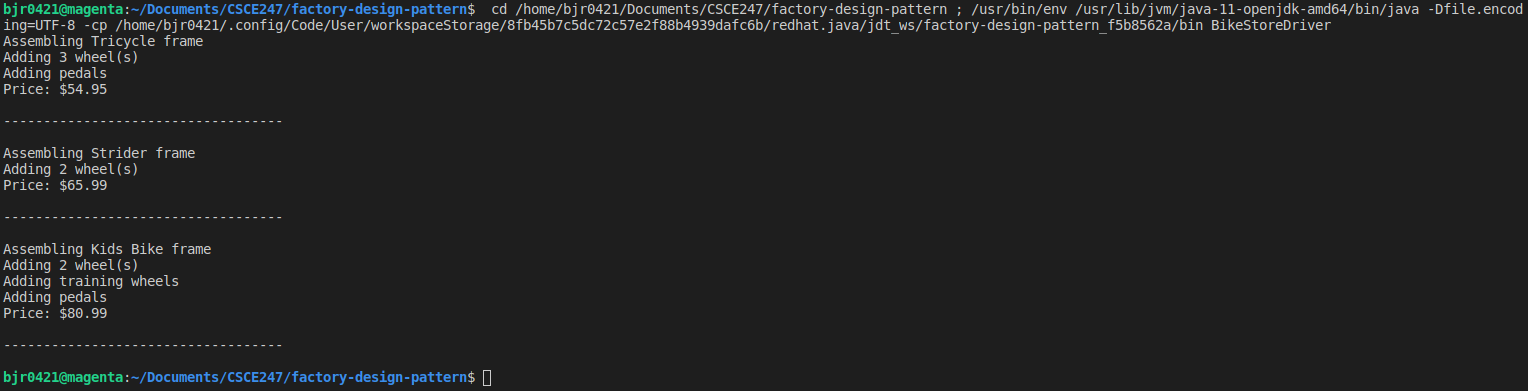 bjr0421@magenta:~/Documents/CSCE247/factory-design-pattern$  cd /home/bjr0421/Documents/CSCE247/factory-design-pattern ; /usr/bin/env /usr/lib/jvm/java-11-openjdk-amd64/bin/java -Dfile.encod
ing=UTF-8 -cp /home/bjr0421/.config/Code/User/workspaceStorage/8fb45b7c5dc72c57e2f88b4939dafc6b/redhat.java/jdt_ws/factory-design-pattern_f5b8562a/bin BikeStoreDriver
Assembling Tricycle frame
Adding 3 wheel(s)
Adding pedals
Price: $54.95
-----------------------------------
Assembling Strider frame
Adding 2 wheel(s)
Price: $65.99
-----------------------------------
Assembling Kids Bike frame
Adding 2 wheel(s)
Adding training wheels
Adding pedals
Price: $80.99
-----------------------------------
bjr0421@magenta:~/Documents/CSCE247/factory-design-pattern$